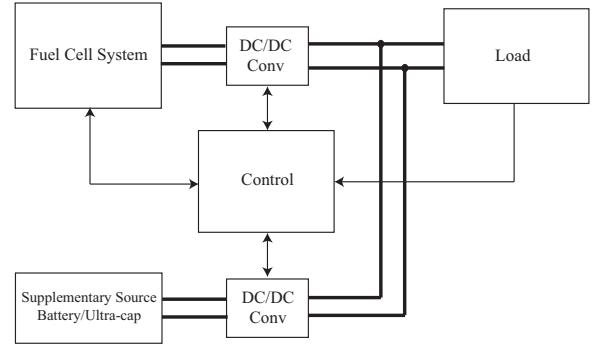 Fuel Cell System
DC/DC
Conv
Load
Control
Supplementary Source
Battery/Ultra-cap
DC/DC
Conv